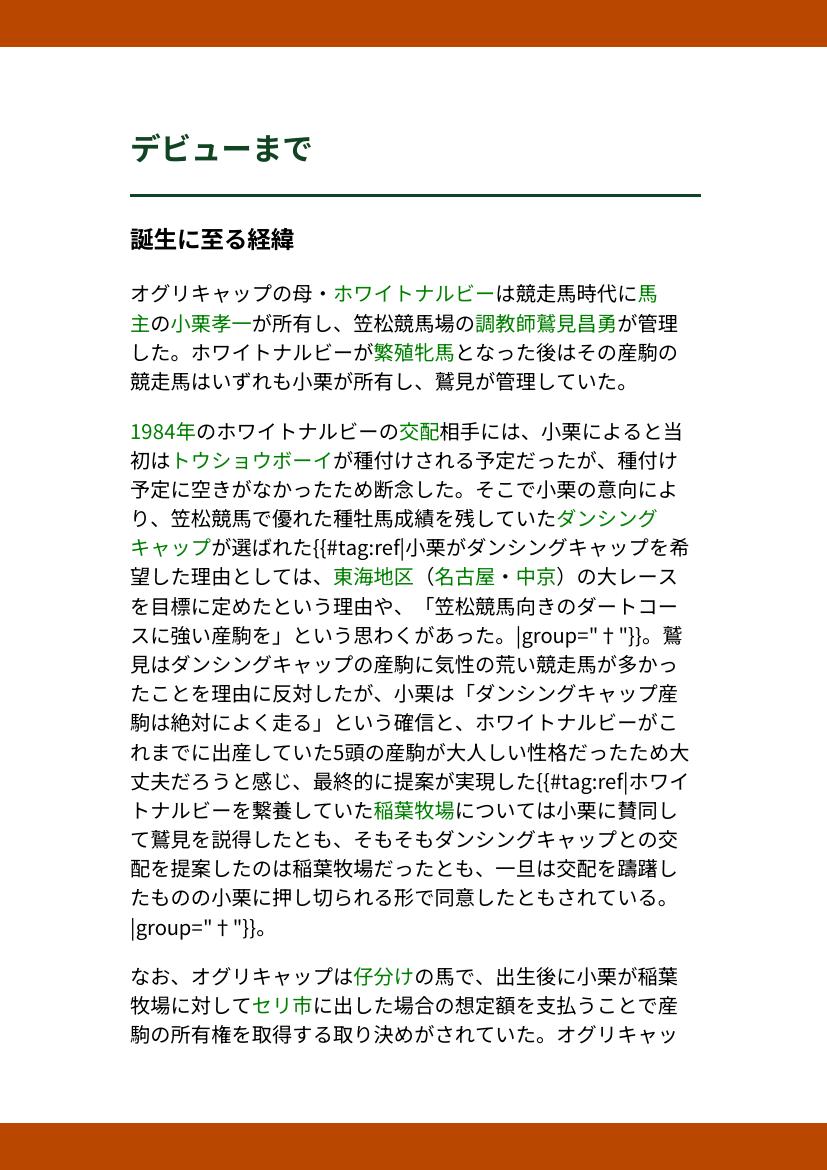 デビューまで
誕生に至る経緯
オグリキャップの母・ホワイトナルビーは競走馬時代に馬
主の小栗孝一が所有し、笠松競馬場の調教師鷲見昌勇が管理
した。ホワイトナルビーが繁殖牝馬となった後はその産駒の
競走馬はいずれも小栗が所有し、鷲見が管理していた。
1984年のホワイトナルビーの交配相手には、小栗によると当
初はトウショウボーイが種付けされる予定だったが、種付け
予定に空きがなかったため断念した。そこで小栗の意向によ
り、笠松競馬で優れた種牡馬成績を残していたダンシング
キャップが選ばれた{{#tag:ref|小栗がダンシングキャップを希
望した理由としては、東海地区（名古屋・中京）の大レース
を目標に定めたという理由や、「笠松競馬向きのダートコー
スに強い産駒を」という思わくがあった。|group="†"}}。鷲
見はダンシングキャップの産駒に気性の荒い競走馬が多かっ
たことを理由に反対したが、小栗は「ダンシングキャップ産
駒は絶対によく走る」という確信と、ホワイトナルビーがこ
れまでに出産していた5頭の産駒が大人しい性格だったため大
丈夫だろうと感じ、最終的に提案が実現した{{#tag:ref|ホワイ
トナルビーを繋養していた稲葉牧場については小栗に賛同し
て鷲見を説得したとも、そもそもダンシングキャップとの交
配を提案したのは稲葉牧場だったとも、一旦は交配を躊躇し
たものの小栗に押し切られる形で同意したともされている。
|group="†"}}。
なお、オグリキャップは仔分けの馬で、出生後に小栗が稲葉
牧場に対してセリ市に出した場合の想定額を支払うことで産
駒の所有権を取得する取り決めがされていた。オグリキャッ